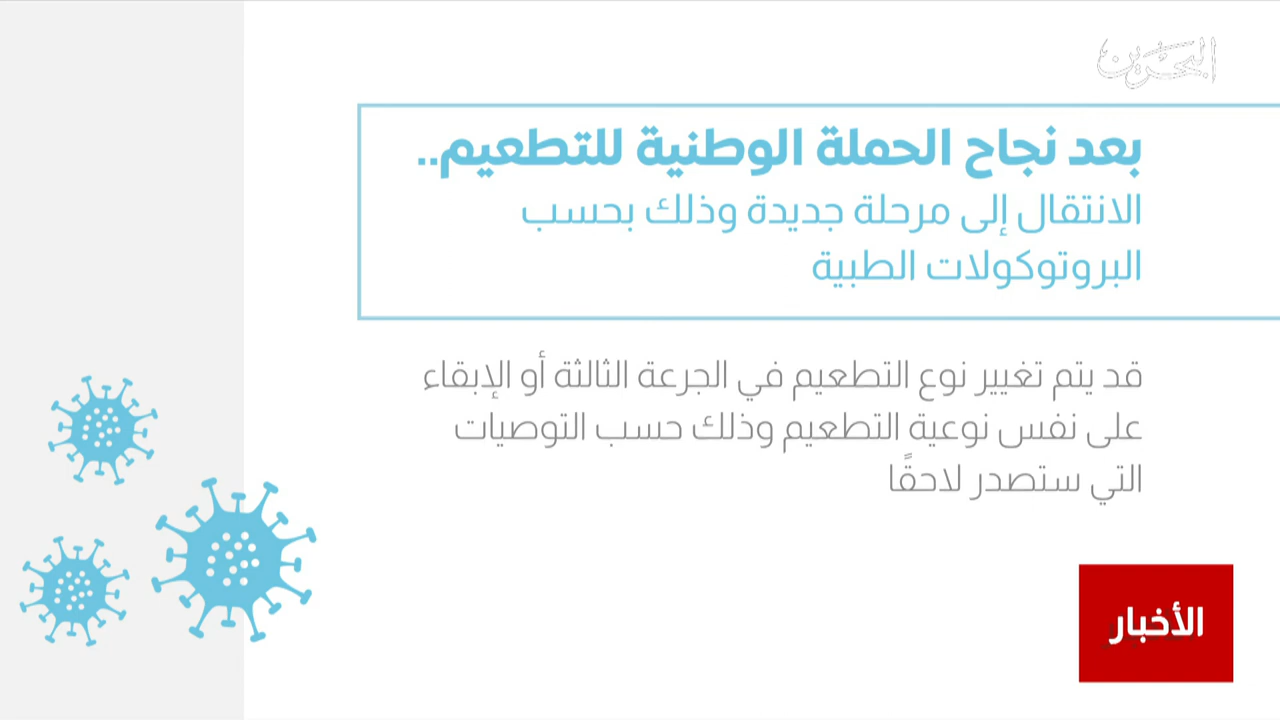 البحرين
بعد نجاح الحملة الوطنية للتطعيم..
الانتقال إلى مرحلة جديدة وذلك بحسب
البروتوكولات الطبية
قد يتم تغيير نوع التطعيم في الجرعة الثالثة أو الإبقاء
على نفس نوعية التطعيم وذلك حسب التوصيات
التي ستصدر لاحقًا
الأخبار